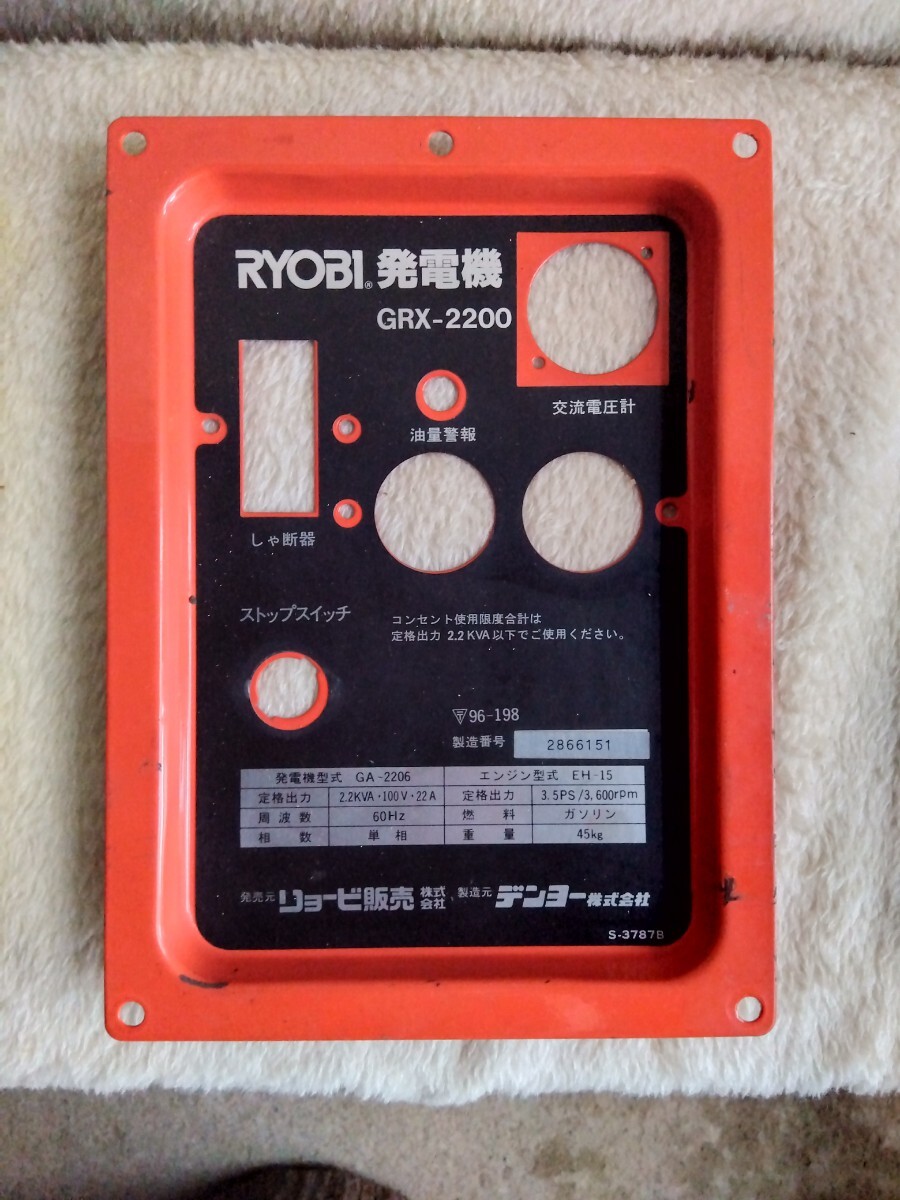 RYOBI® 発電機
GRX-2200
交流電圧計
油量警報
しゃ断器
ストップスイッチ
コンセント使用限度合計は
定格出力 2.2KVA以下でご使用ください。
〒96-198
製造番号 2866151
発電機型式 GA-2206 エンジン型式 EH-15
定格出力 2.2KVA・100V・22A 定格出力 3.5PS/3,600rpm
周波数 60Hz 燃料 ガソリン
相数 単相 重量 45kg
発売元 リョービ販売株式会社 製造元 デンヨー株式会社
S-3787B